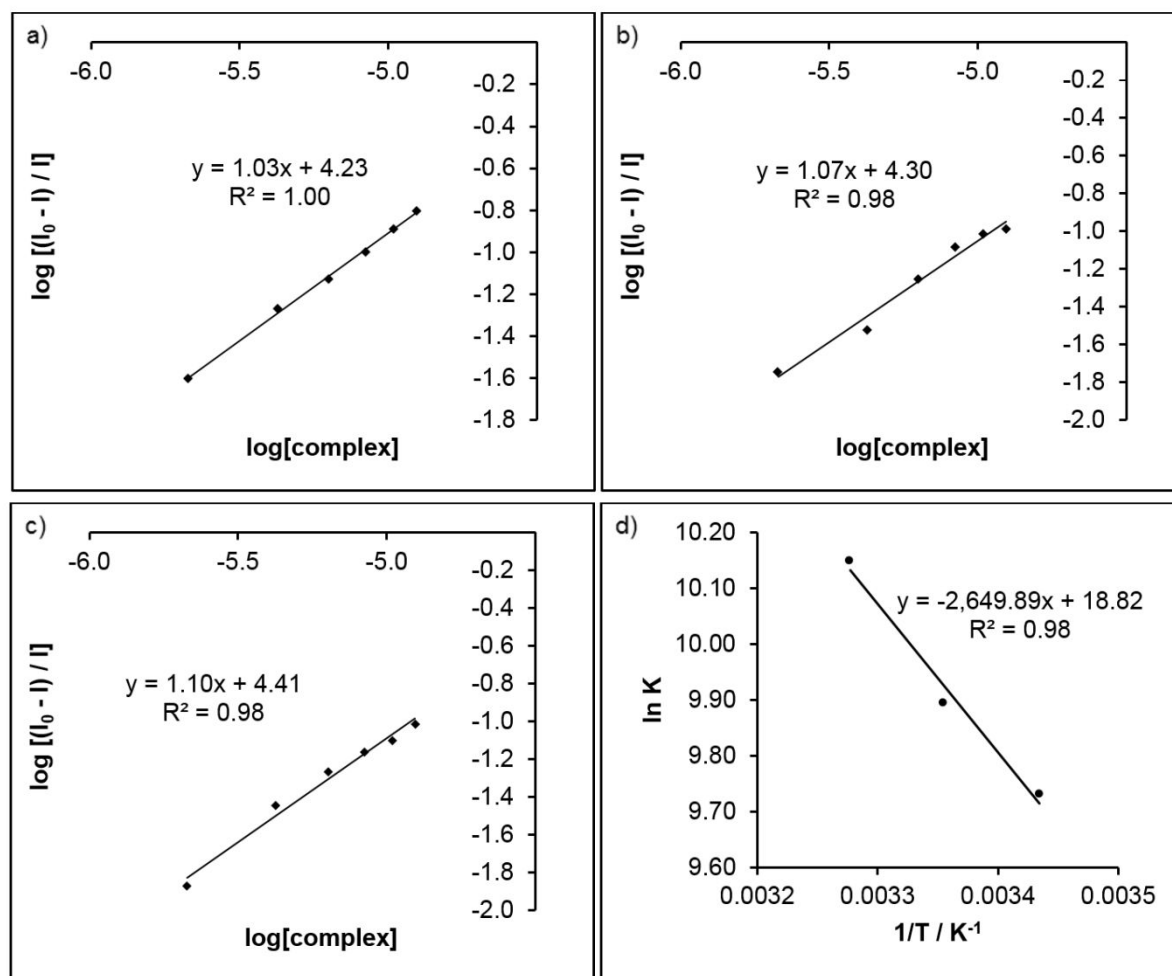 a)
-6.0 -5.5 -5.0
-0.2
-0.4
-0.6
-0.8
-1.0
-1.2
-1.4
-1.6
-1.8
y = 1.03x + 4.23
R² = 1.00
log [(I₀ - I) / I]
log[complex]
b)
-6.0 -5.5 -5.0
-0.2
-0.4
-0.6
-0.8
-1.0
-1.2
-1.4
-1.6
-1.8
-2.0
y = 1.07x + 4.30
R² = 0.98
log [(I₀ - I) / I]
log[complex]
c)
-6.0 -5.5 -5.0
-0.2
-0.4
-0.6
-0.8
-1.0
-1.2
-1.4
-1.6
-1.8
-2.0
y = 1.10x + 4.41
R² = 0.98
log [(I₀ - I) / I]
log[complex]
d)
10.20
10.15
10.00
9.90
9.80
9.70
9.60
y = -2,649.89x + 18.82
R² = 0.98
ln K
0.0032 0.0033 0.0034 0.0035
1/T / K⁻¹